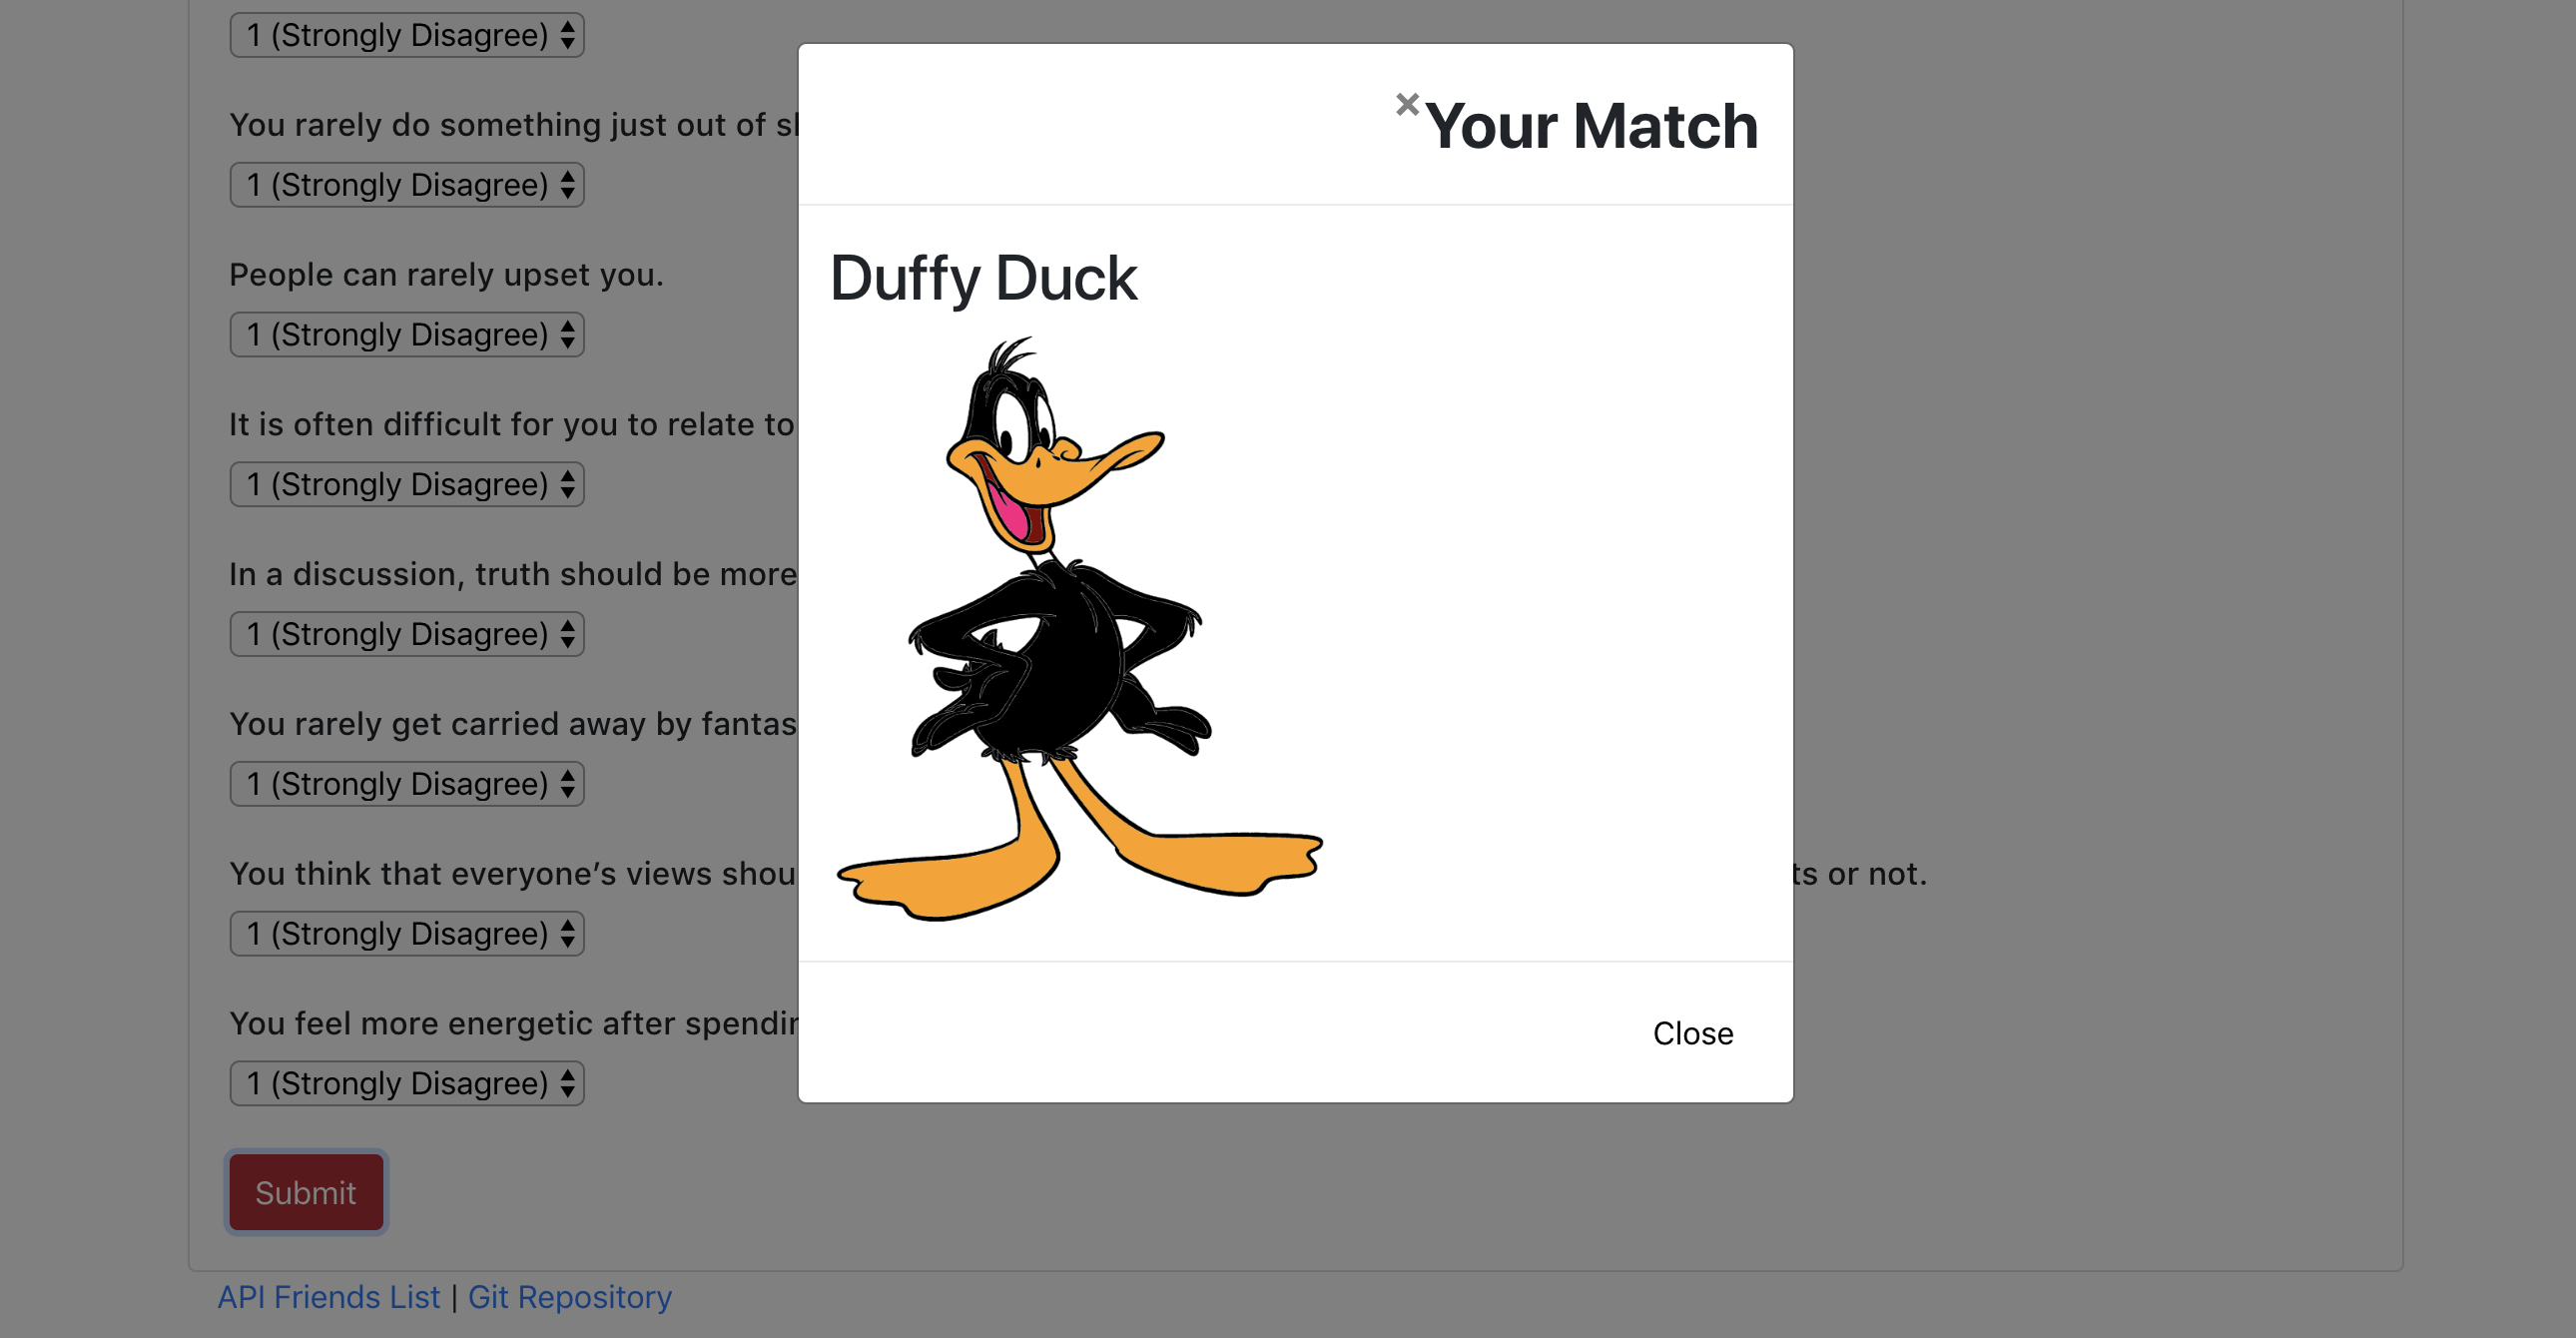 1 (Strongly Disagree)
You rarely do something just out of
1 (Strongly Disagree)
People can rarely upset you.
1 (Strongly Disagree)
It is often difficult for you to relate to
1 (Strongly Disagree)
In a discussion, truth should be more
1 (Strongly Disagree)
You rarely get carried away by fantas
1 (Strongly Disagree)
You think that everyone’s views shou
ts or not.
1 (Strongly Disagree)
You feel more energetic after spendin
1 (Strongly Disagree)
Submit
API Friends List | Git Repository
×Your Match
Duffy Duck
Close